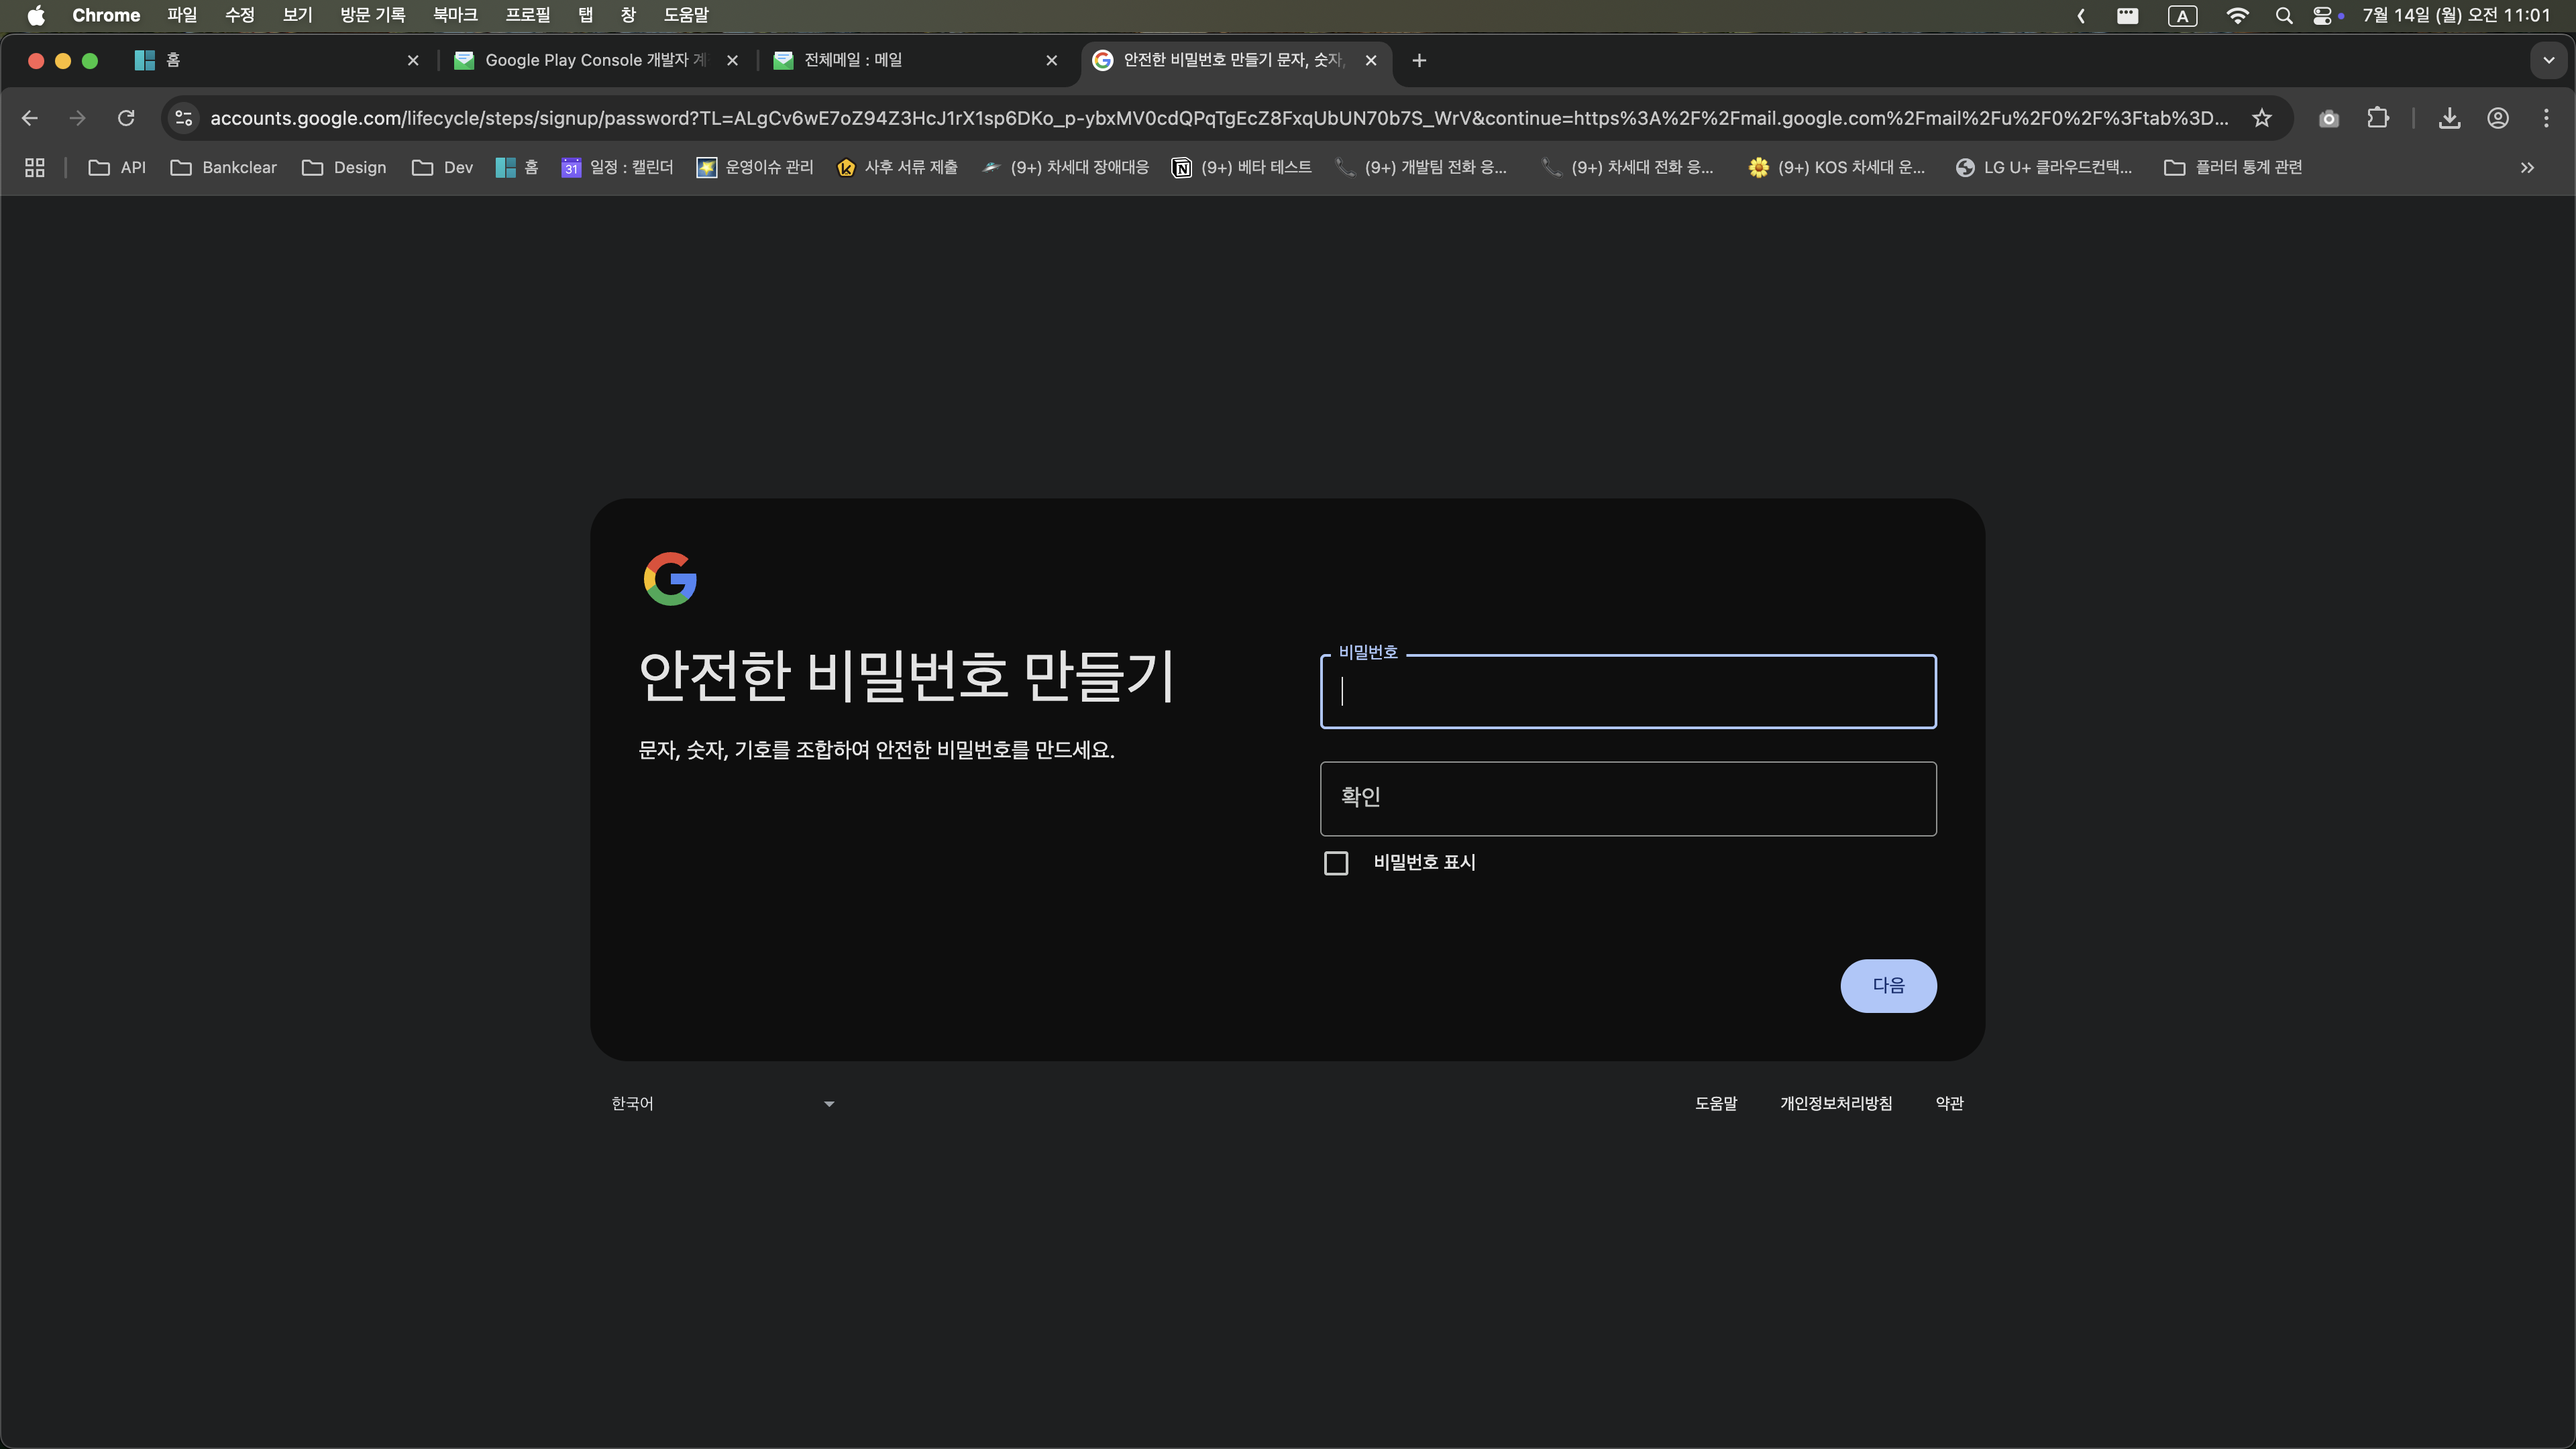 Chrome 파일 수정 보기 방문 기록 북마크 프로필 탭 창 도움말 A 7월 14일 (월) 오전 11:01
홈 Google Play Console 개발자 계 전체메일 : 메일 안전한 비밀번호 만들기 문자, 숫자,
accounts.google.com/lifecycle/steps/signup/password?TL=ALgCv6wE7oZ94Z3HcJ1rX1sp6DKo_p-ybxMV0cdQPqTgEcZ8FxqUbUN70b7S_WrV&continue=https%3A%2F%2Fmail.google.com%2Fmail%2Fu%2F0%2F%3Ftab%3D...
API Bankclear Design Dev 홈 31 일정 : 캘린더 운영이슈 관리 사후 서류 제출 (9+) 차세대 장애대응 (9+) 베타 테스트 (9+) 개발팀 전화 응... (9+) 차세대 전화 응... (9+) KOS 차세대 운... LG U+ 클라우드컨택... 플러터 통계 관련
안전한 비밀번호 만들기
문자, 숫자, 기호를 조합하여 안전한 비밀번호를 만드세요.
비밀번호
확인
비밀번호 표시
다음
한국어 도움말 개인정보처리방침 약관